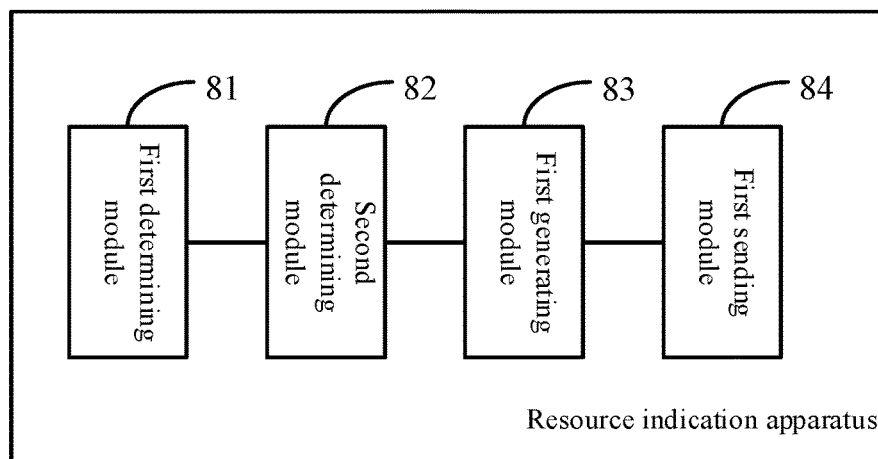 81
82
83
84
First determining
module
Second
determining
module
First generating
module
First sending
module
Resource indication apparatus